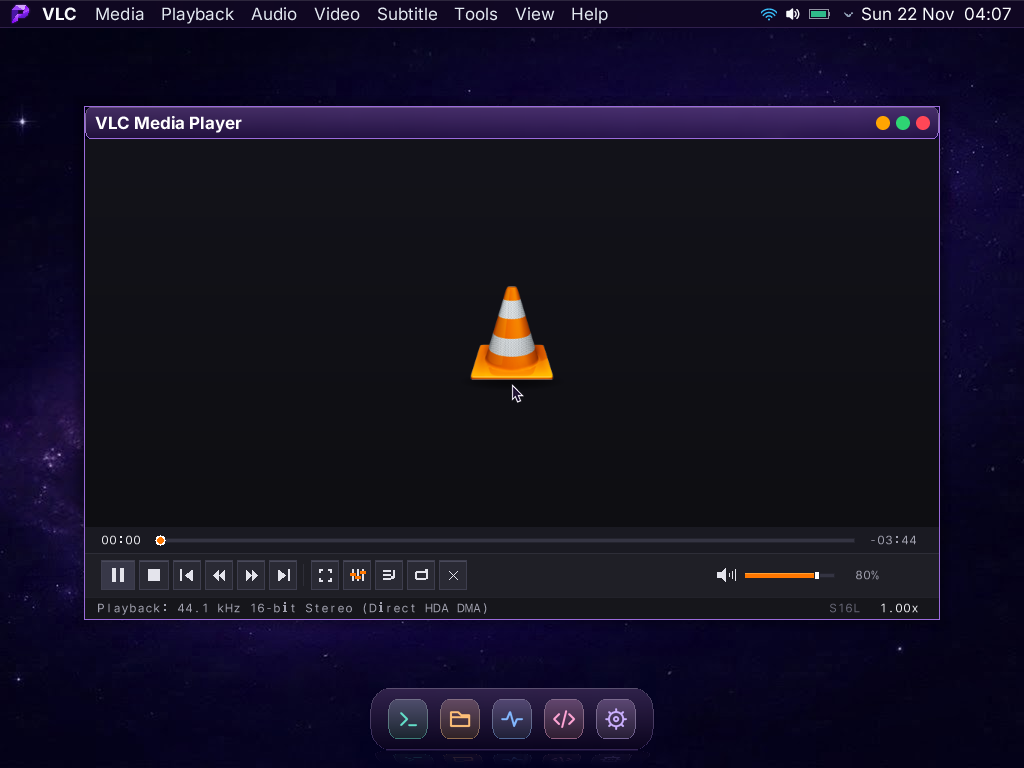 VLC Media Playback Audio Video Subtitle Tools View Help Sun 22 Nov 04:07
VLC Media Player
00:00 -03:44
80%
Playback: 44.1 kHz 16-bit Stereo (Direct HDA DMA) S16L 1.00x